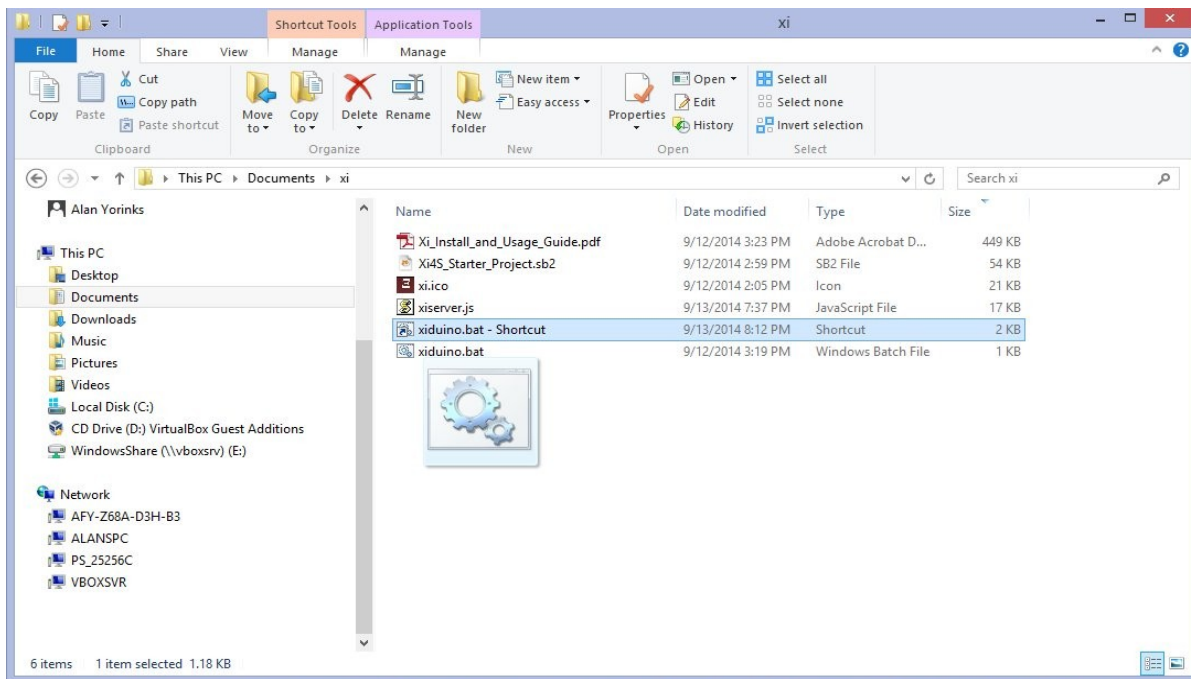 Shortcut Tools Application Tools xi
File Home Share View Manage Manage
Copy
Paste
Cut
Copy path
Paste shortcut
Clipboard
Move to
Copy to
Delete
Rename
Organize
New folder
New item
Easy access
New
Properties
Open
Edit
History
Open
Select all
Select none
Invert selection
Select
This PC Documents xi Search xi
Alan Yorinks
This PC
Desktop
Documents
Downloads
Music
Pictures
Videos
Local Disk (C:)
CD Drive (D:) VirtualBox Guest Additions
WindowsShare (\\vboxsrv) (E:)
Network
AFY-Z68A-D3H-B3
ALANSPC
PS_25256C
VBOXSVR
Name Date modified Type Size
Xi_Install_and_Usage_Guide.pdf 9/12/2014 3:23 PM Adobe Acrobat D... 449 KB
Xi4S_Starter_Project.sb2 9/12/2014 2:59 PM SB2 File 54 KB
xi.ico 9/12/2014 2:05 PM Icon 21 KB
xiserver.js 9/13/2014 7:37 PM JavaScript File 17 KB
xiduino.bat - Shortcut 9/13/2014 8:12 PM Shortcut 2 KB
xiduino.bat 9/12/2014 3:19 PM Windows Batch File 1 KB
6 items 1 item selected 1.18 KB